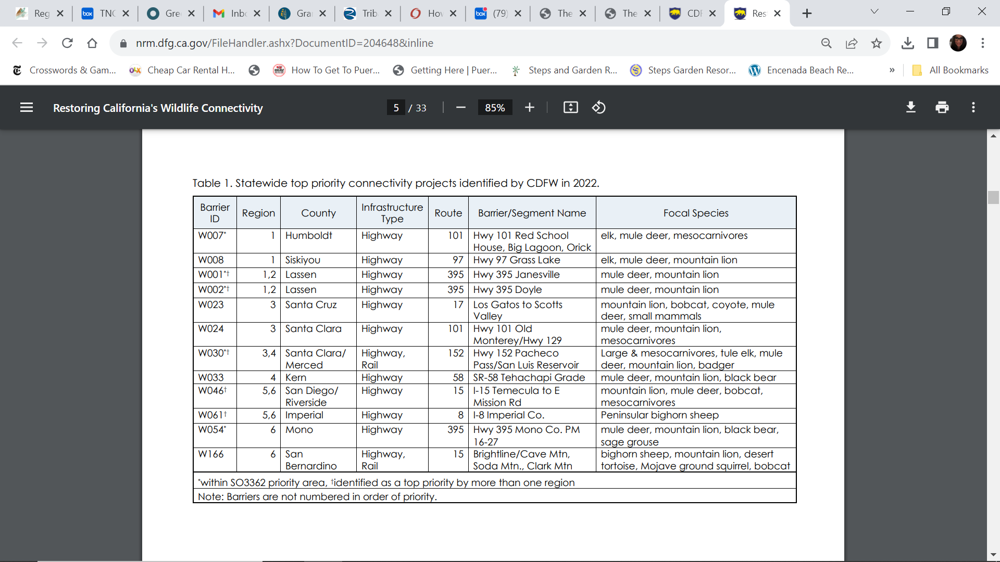 Reg
TNC
Gre
Inbc
Grar
Trib
Hov
(79)
The
The
CDF
Rest
nrm.dfg.ca.gov/FileHandler.ashx?DocumentID=204648&inline
Crosswords & Gam... Cheap Car Rental H... How To Get To Puer... Getting Here | Puer... Steps and Garden R... Steps Garden Resor... Encenada Beach Re... » All Bookmarks
Restoring California's Wildlife Connectivity 5 / 33 85%
Table 1. Statewide top priority connectivity projects identified by CDFW in 2022.
Barrier ID Region County Infrastructure Type Route Barrier/Segment Name Focal Species
W007* 1 Humboldt Highway 101 Hwy 101 Red School elk, mule deer, mesocarnivores
House, Big Lagoon, Orick
W008 1 Siskiyou Highway 97 Hwy 97 Grass Lake elk, mule deer, mountain lion
W001*† 1,2 Lassen Highway 395 Hwy 395 Janesville mule deer, mountain lion
W002*† 1,2 Lassen Highway 395 Hwy 395 Doyle mule deer, mountain lion
W023 3 Santa Cruz Highway 17 Los Gatos to Scotts mountain lion, bobcat, coyote, mule
Valley deer, small mammals
W024 3 Santa Clara Highway 101 Hwy 101 Old mule deer, mountain lion,
Monterey/Hwy 129 mesocarnivores
W030*† 3,4 Santa Clara/ Highway, 152 Hwy 152 Pacheco Large & mesocarnivores, tule elk, mule
Merced Rail Pass/San Luis Reservoir deer, mountain lion, badger
W033 4 Kern Highway 58 SR-58 Tehachapi Grade mule deer, mountain lion, black bear
W046† 5,6 San Diego/ Highway 15 I-15 Temecula to E mountain lion, mule deer, bobcat,
Riverside Mission Rd mesocarnivores
W061† 5,6 Imperial Highway 8 I-8 Imperial Co. Peninsular bighorn sheep
W054* 6 Mono Highway 395 Hwy 395 Mono Co. PM mule deer, mountain lion, black bear,
16-27 sage grouse
W166 6 San Highway, 15 Brightline/Cave Mtn, bighorn sheep, mountain lion, desert
Bernardino Rail Soda Mtn., Clark Mtn tortoise, Mojave ground squirrel, bobcat
*within SO3362 priority area, †identified as a top priority by more than one region
Note: Barriers are not numbered in order of priority.